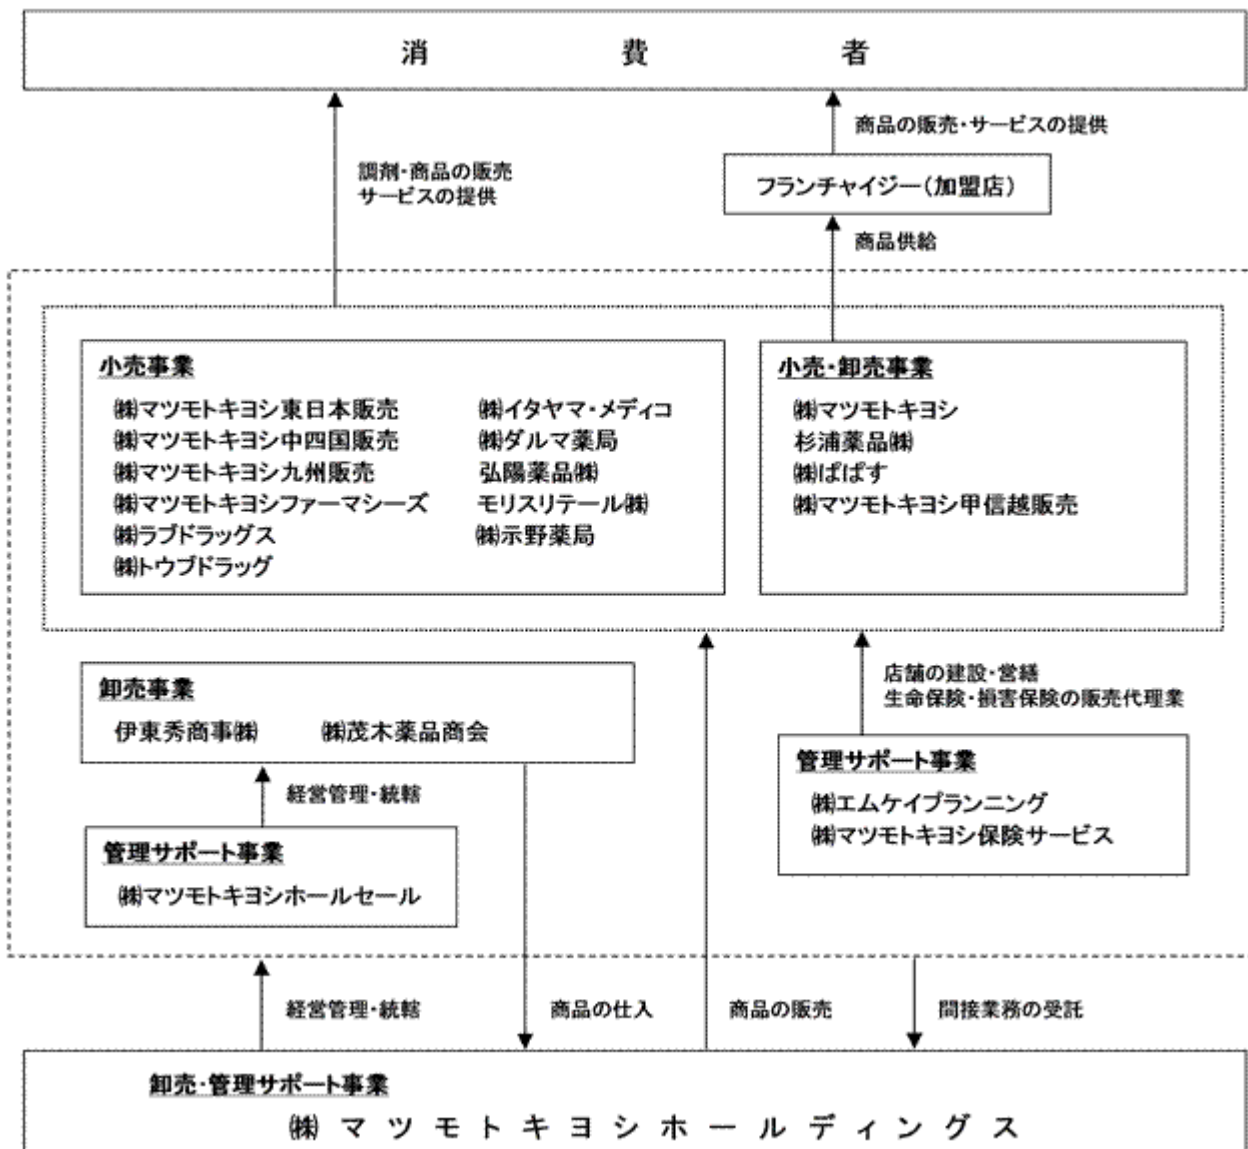 消費者
商品の販売・サービスの提供
調剤・商品の販売
サービスの提供
フランチャイジー(加盟店)
商品供給
小売事業
㈱マツモトキヨシ東日本販売
㈱マツモトキヨシ中四国販売
㈱マツモトキヨシ九州販売
㈱マツモトキヨシファーマシーズ
㈱ラブドラッグス
㈱トウブドラッグ
㈱イタヤマ・メディコ
㈱ダルマ薬局
弘陽薬品㈱
モリスリテール㈱
㈱示野薬局
小売・卸売事業
㈱マツモトキヨシ
杉浦薬品㈱
㈱ぱぱす
㈱マツモトキヨシ甲信越販売
卸売事業
伊東秀商事㈱ ㈱茂木薬品商会
経営管理・統轄
管理サポート事業
㈱マツモトキヨシホールセール
店舗の建設・営繕
生命保険・損害保険の販売代理業
管理サポート事業
㈱エムケイプランニング
㈱マツモトキヨシ保険サービス
経営管理・統轄
商品の仕入
商品の販売
間接業務の受託
卸売・管理サポート事業
㈱マツモトキヨシホールディングス